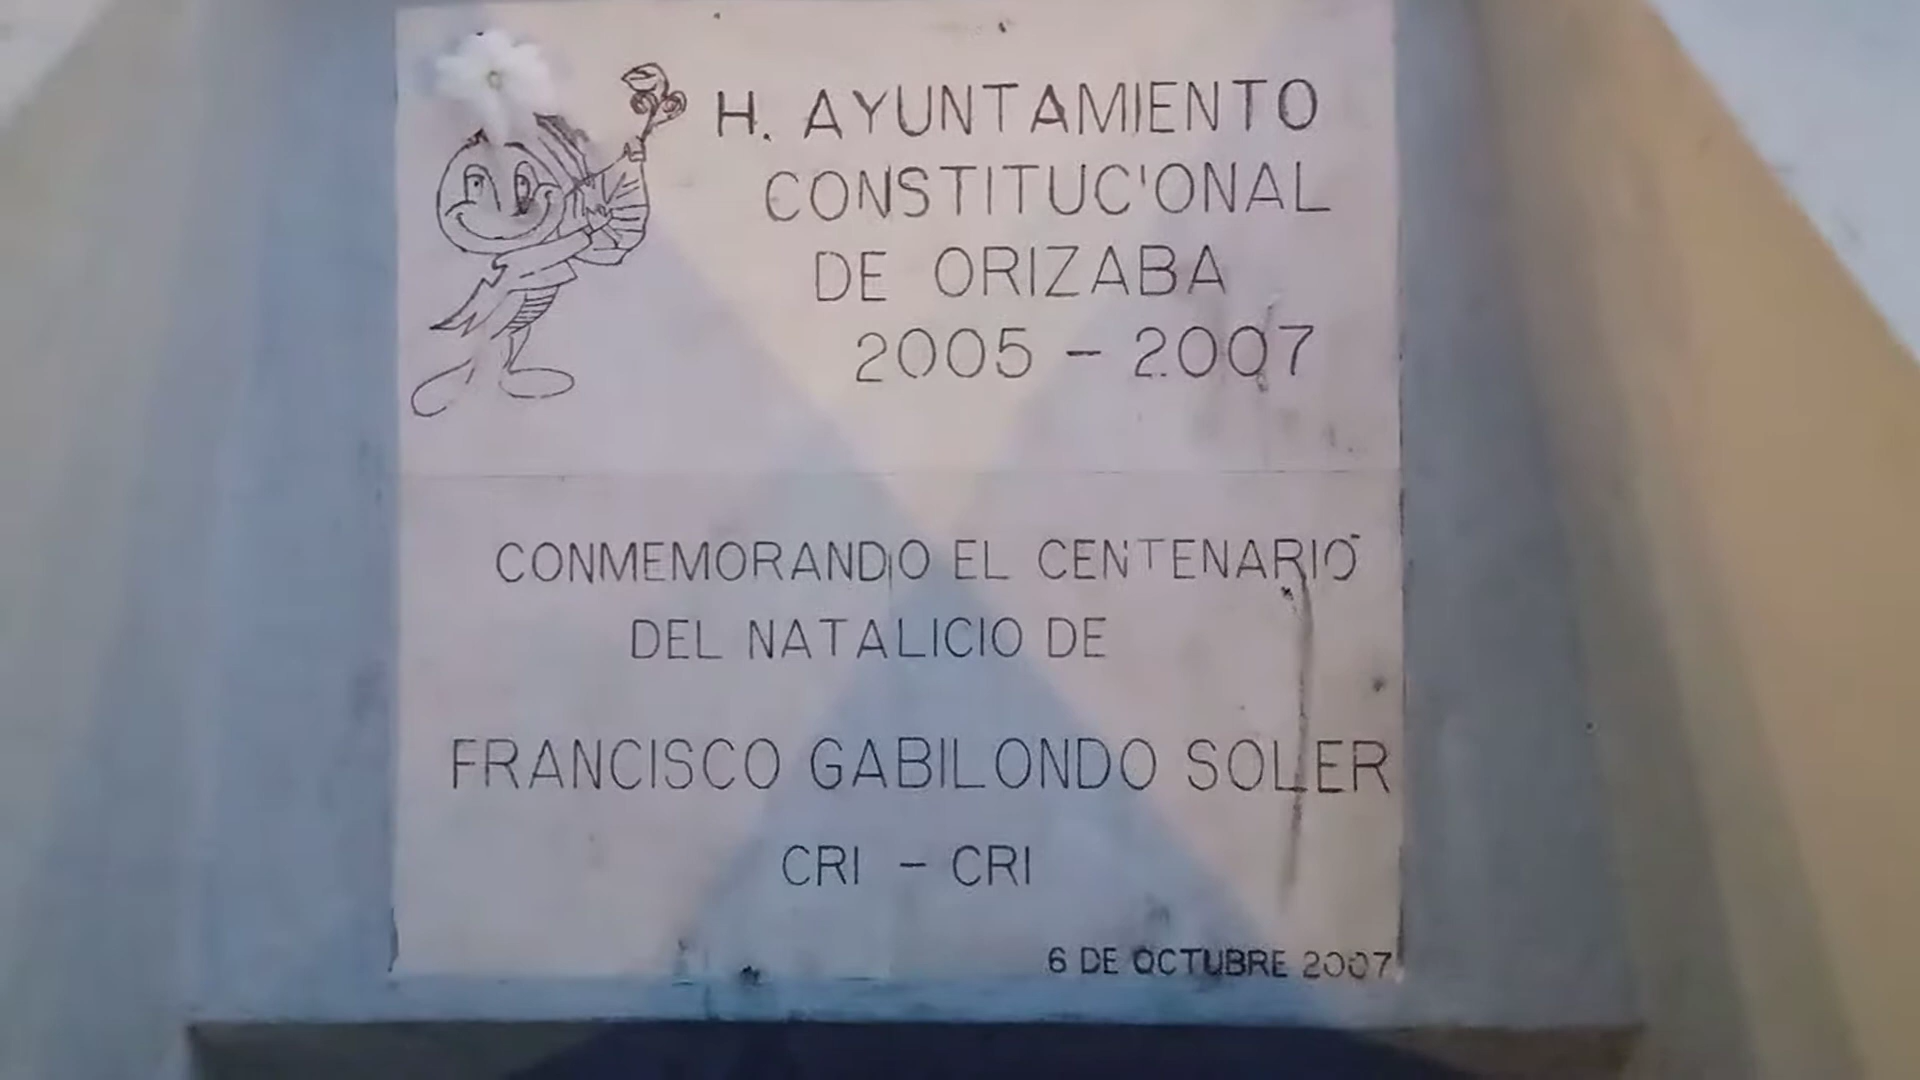 H. AYUNTAMIENTO
CONSTITUCIONAL
DE ORIZABA
2005 - 2007
CONMEMORANDO EL CENTENARIO
DEL NATALICIO DE
FRANCISCO GABILONDO SOLER
CRI - CRI
6 DE OCTUBRE 2007